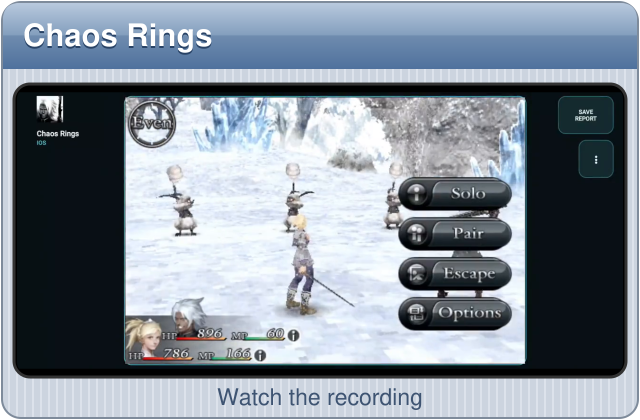 Chaos Rings
Chaos Rings
iOS
SAVE
REPORT
Even
Solo
Pair
Escape
Options
HP 896 MP 60
HP 786 MP 166
Watch the recording